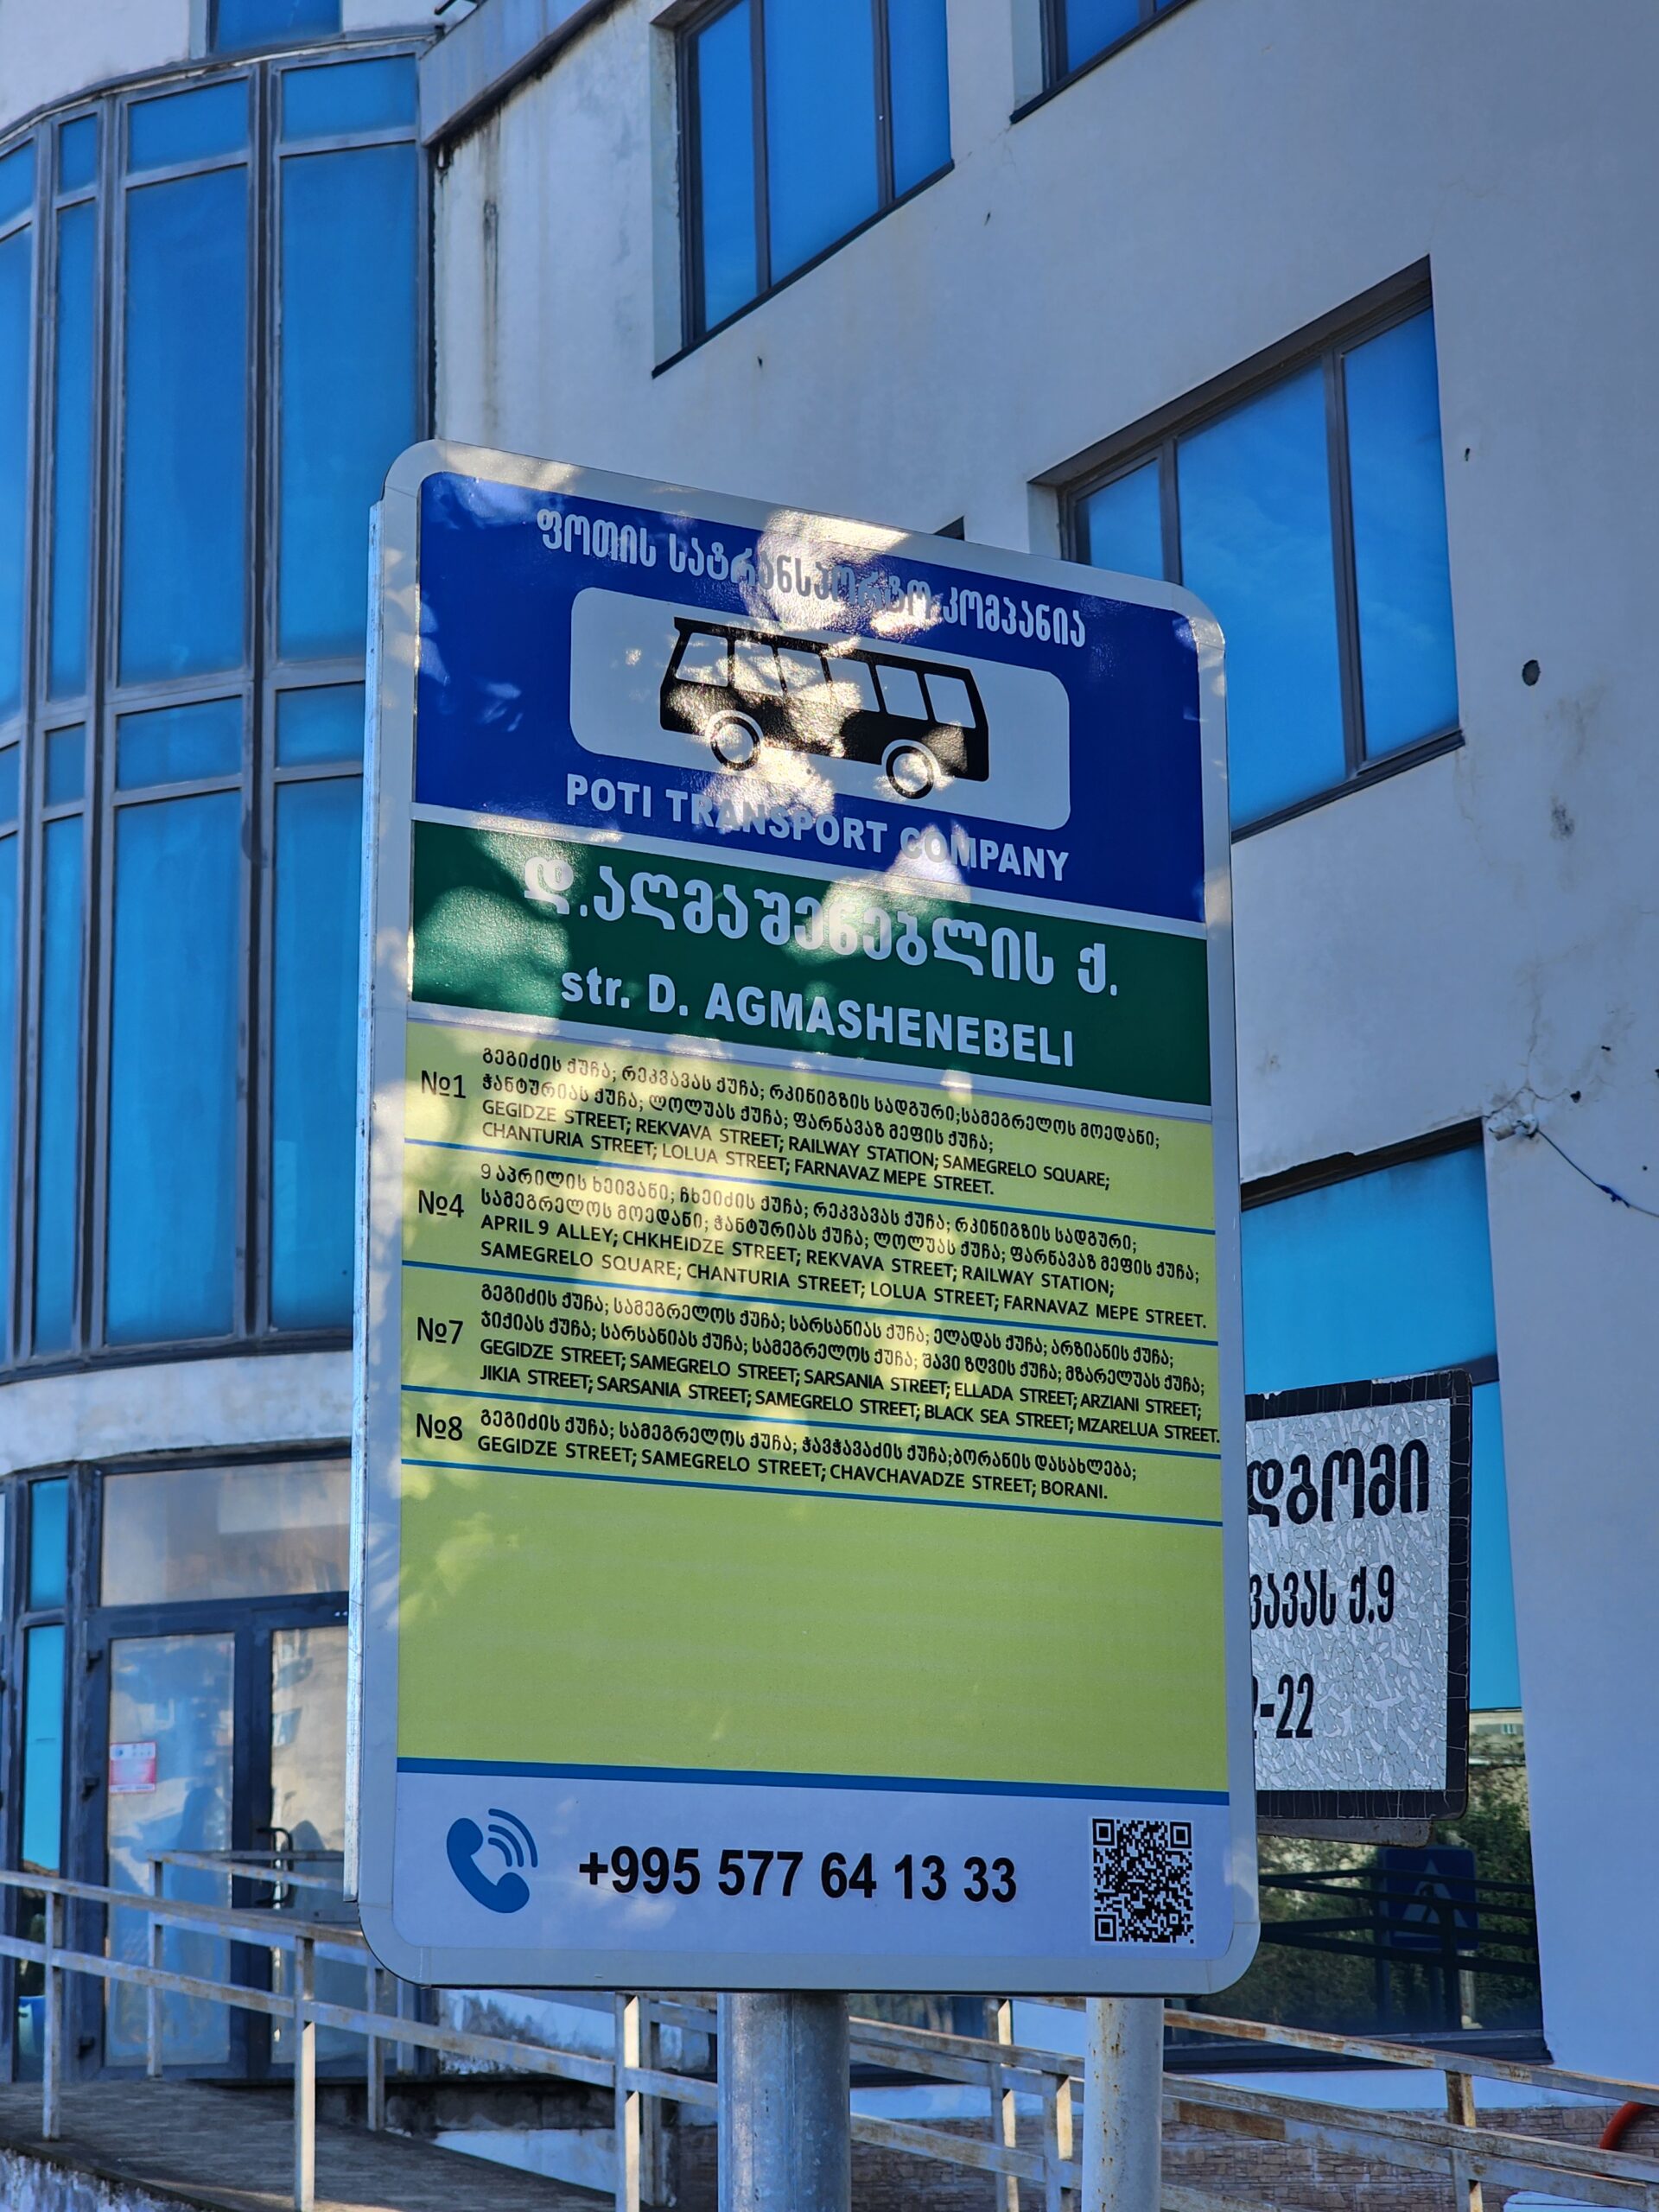 ფოთის სატრანსპორტო კომპანია
POTI TRANSPORT COMPANY
დ.აღმაშენებლის ქ.
str. D. AGMASHENEBELI
№1
გეგიძის ქუჩა; რეკვავას ქუჩა; რკინიგზის სადგური;სამეგრელოს მოედანი;
ჭანტურიას ქუჩა; ლოლუას ქუჩა; ფარნავაზ მეფის ქუჩა;
GEGIDZE STREET; REKVAVA STREET; RAILWAY STATION; SAMEGRELO SQUARE;
CHANTURIA STREET; LOLUA STREET; FARNAVAZ MEPE STREET.
№4
9 აპრილის ხეივანი; ჩხეიძის ქუჩა; რეკვავას ქუჩა; რკინიგზის სადგური;
სამეგრელოს მოედანი; ჭანტურიას ქუჩა; ლოლუას ქუჩა; ფარნავაზ მეფის ქუჩა;
APRIL 9 ALLEY; CHKHEIDZE STREET; REKVAVA STREET; RAILWAY STATION;
SAMEGRELO SQUARE; CHANTURIA STREET; LOLUA STREET; FARNAVAZ MEPE STREET.
№7
გეგიძის ქუჩა; სამეგრელოს ქუჩა; სარსანიას ქუჩა; ელადას ქუჩა; არზიანის ქუჩა;
ჯიქიას ქუჩა; სარსანიას ქუჩა; სამეგრელოს ქუჩა; შავი ზღვის ქუჩა; მზარელუას ქუჩა;
GEGIDZE STREET; SAMEGRELO STREET; SARSANIA STREET; ELLADA STREET; ARZIANI STREET;
JIKIA STREET; SARSANIA STREET; SAMEGRELO STREET; BLACK SEA STREET; MZARELUA STREET.
№8
გეგიძის ქუჩა; სამეგრელოს ქუჩა; ჭავჭავაძის ქუჩა;ბორანის დასახლება;
GEGIDZE STREET; SAMEGRELO STREET; CHAVCHAVADZE STREET; BORANI.
+995 577 64 13 33
დგომი
ვავას ქ.9
-22